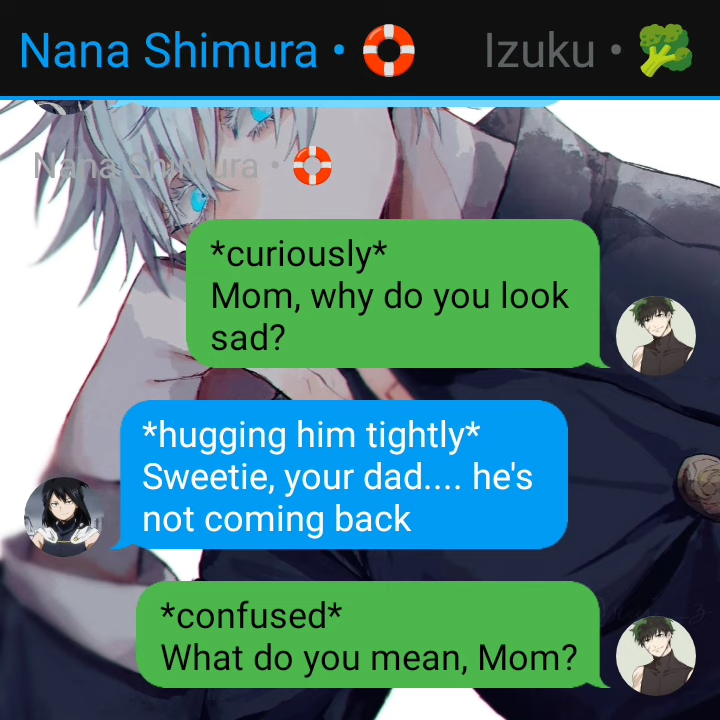 Nana Shimura • Izuku •
Nana Shimura •
*curiously*
Mom, why do you look
sad?
*hugging him tightly*
Sweetie, your dad.... he's
not coming back
*confused*
What do you mean, Mom?